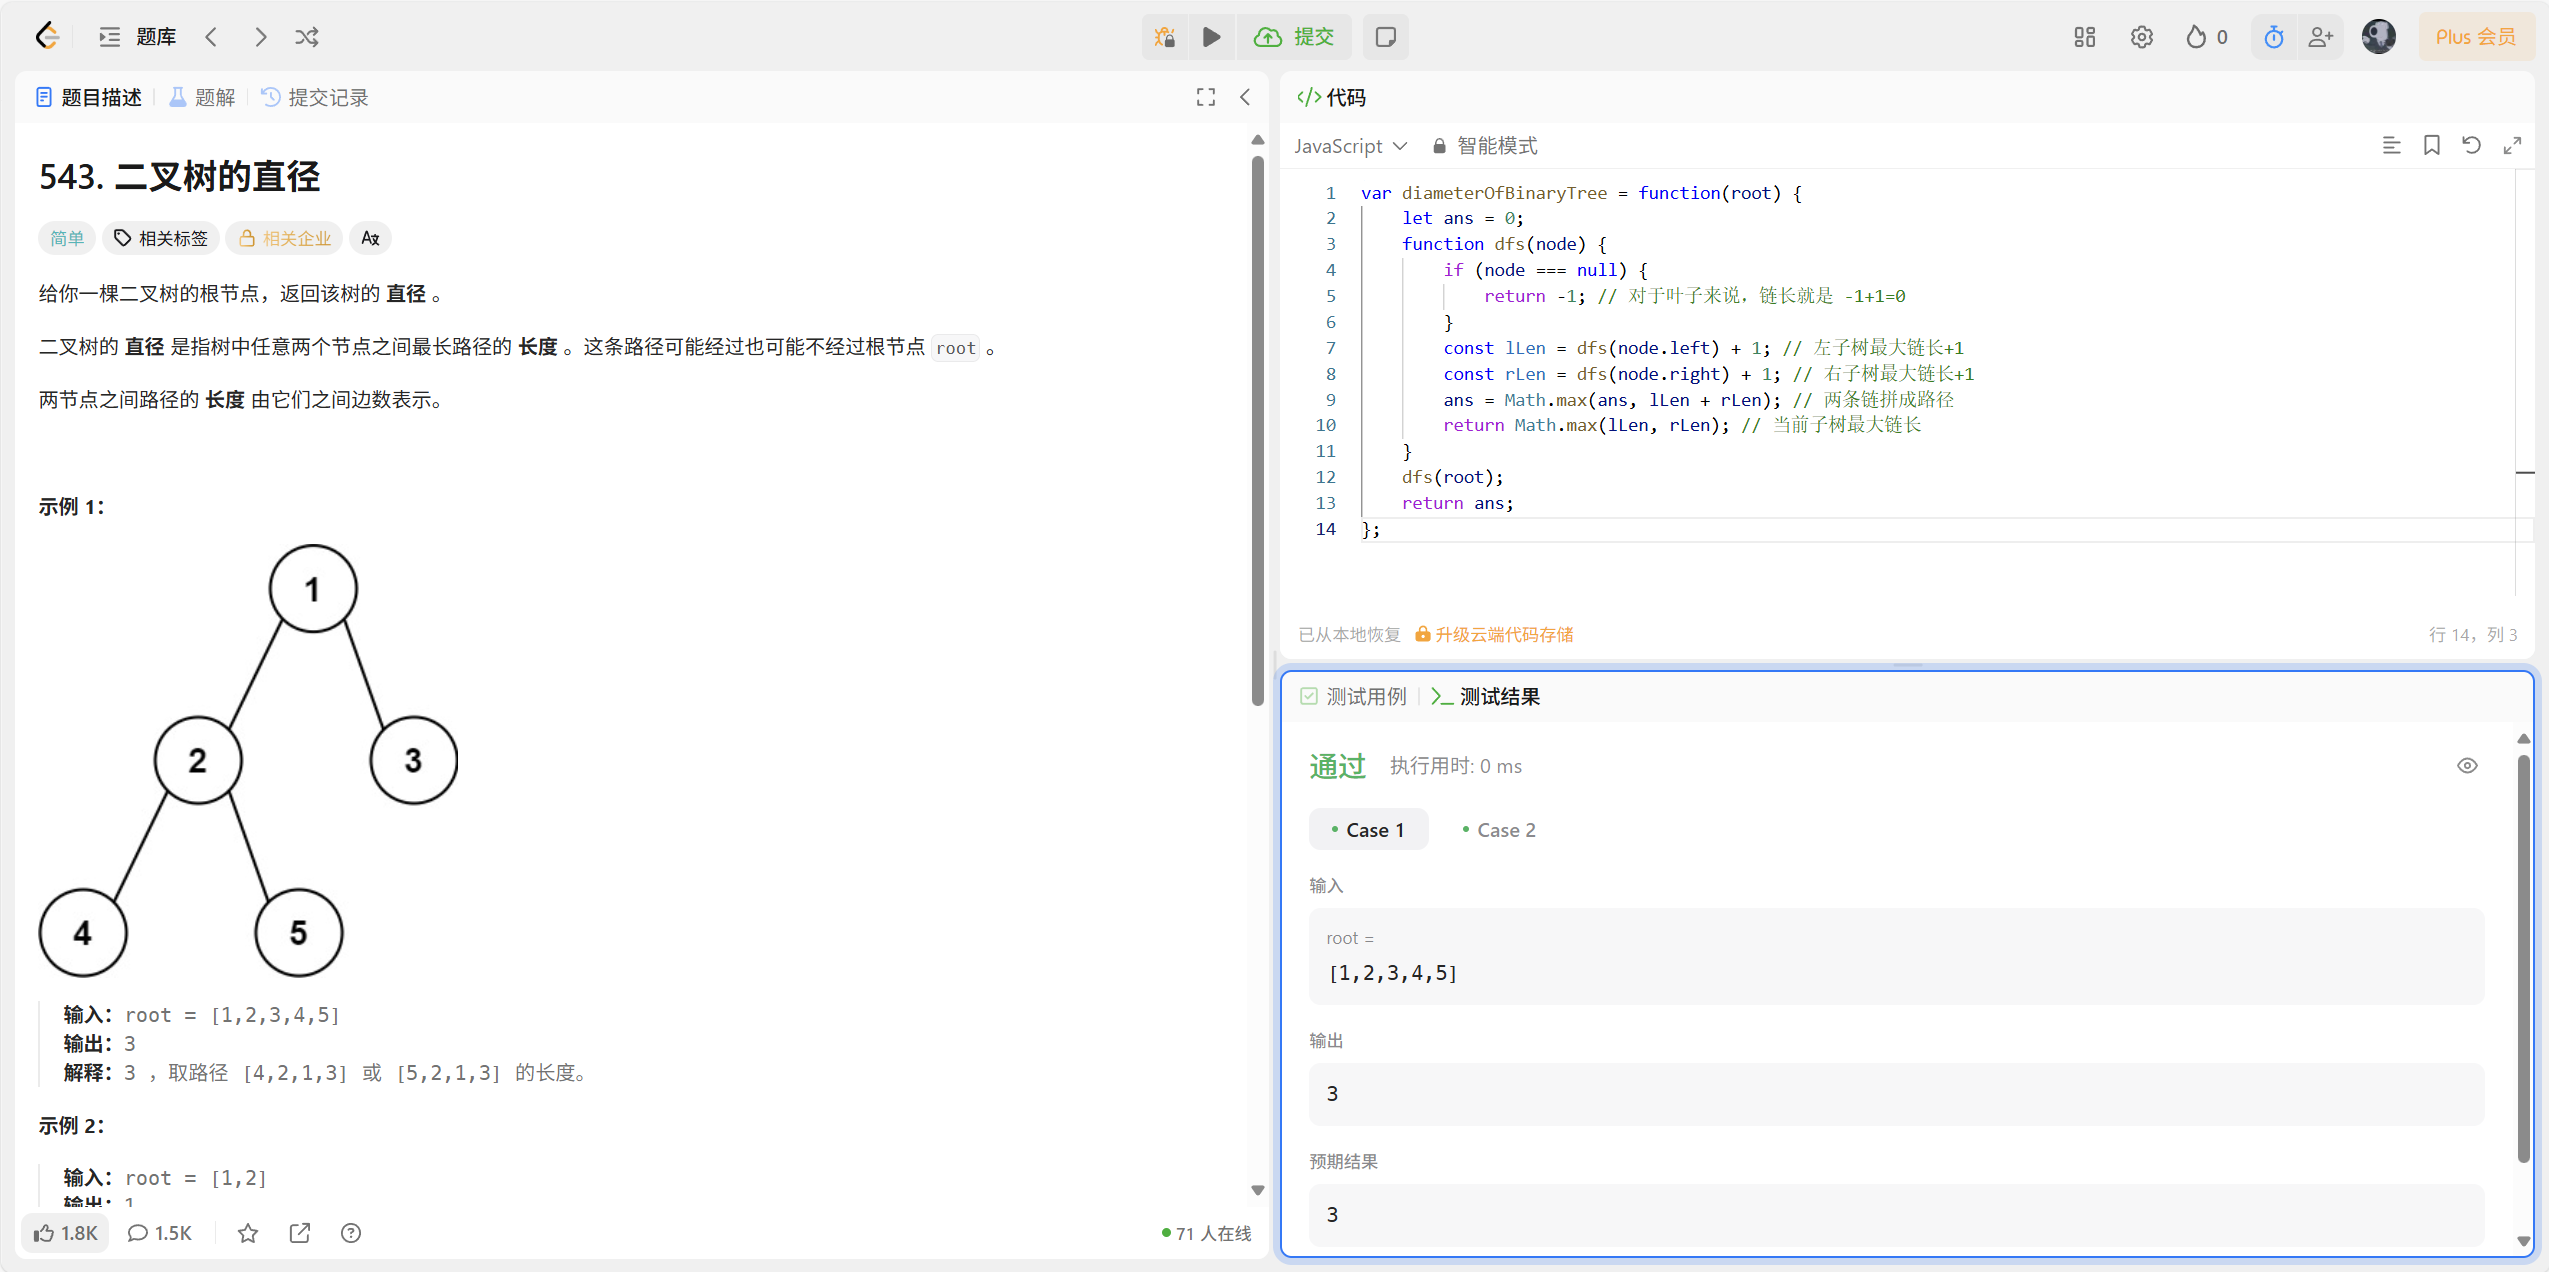 题库
提交
0
Plus 会员
题目描述
题解
提交记录
543. 二叉树的直径
简单
相关标签
相关企业
给你一棵二叉树的根节点，返回该树的 直径 。
二叉树的 直径 是指树中任意两个节点之间最长路径的 长度 。这条路径可能经过也可能不经过根节点 root 。
两节点之间路径的 长度 由它们之间边数表示。
示例 1：
1
2
3
4
5
输入：root = [1,2,3,4,5]
输出：3
解释：3 ，取路径 [4,2,1,3] 或 [5,2,1,3] 的长度。
示例 2：
输入：root = [1,2]
输出：1
1.8K
1.5K
71 人在线
</> 代码
JavaScript
智能模式
1 var diameterOfBinaryTree = function(root) {
2 let ans = 0;
3 function dfs(node) {
4 if (node === null) {
5 return -1; // 对于叶子来说，链长就是 -1+1=0
6 }
7 const lLen = dfs(node.left) + 1; // 左子树最大链长+1
8 const rLen = dfs(node.right) + 1; // 右子树最大链长+1
9 ans = Math.max(ans, lLen + rLen); // 两条链拼成路径
10 return Math.max(lLen, rLen); // 当前子树最大链长
11 }
12 dfs(root);
13 return ans;
14 };
已从本地恢复
升级云端代码存储
行 14，列 3
测试用例
测试结果
通过
执行用时: 0 ms
Case 1
Case 2
输入
root =
[1,2,3,4,5]
输出
3
预期结果
3